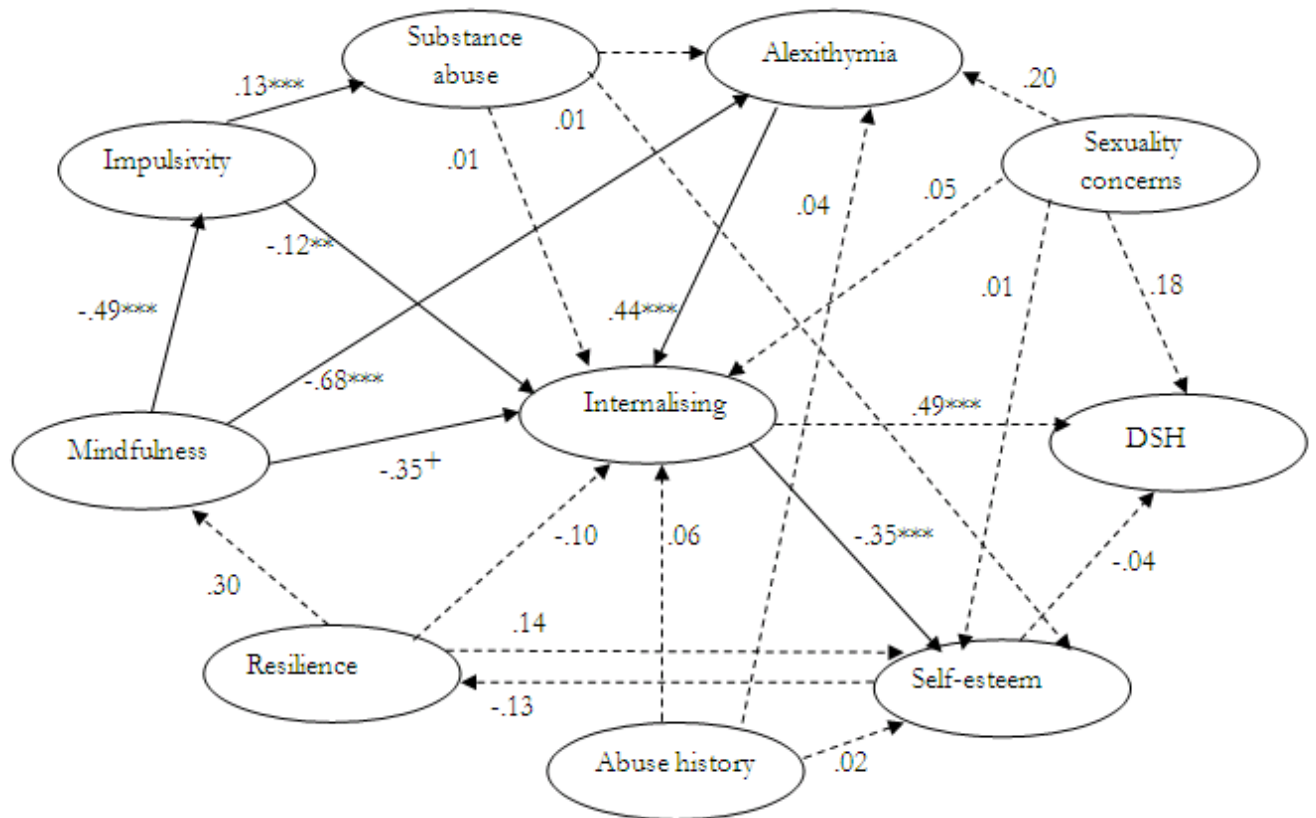 Substance
abuse
Alexithymia
.13***
.20
.01
Sexuality
concerns
Impulsivity
.01
.05
.04
-.12**
.01
.18
-.49***
.44***
-.68***
Internalising
.49***
DSH
Mindfulness
-.35+
-.10
.06
-.35***
-.04
.30
.14
Resilience
Self-esteem
-.13
Abuse history
.02